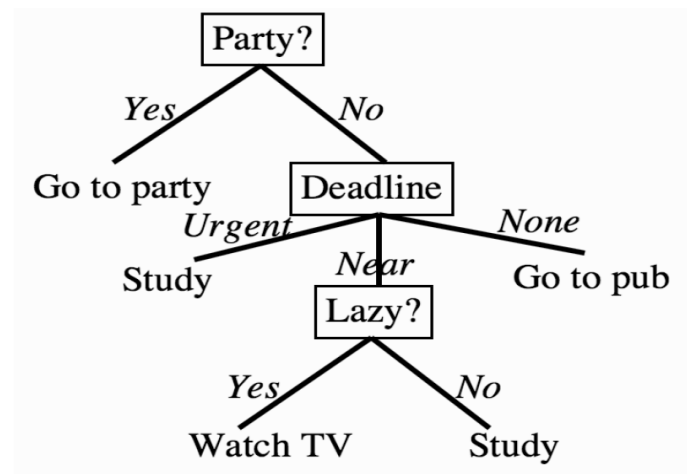 Party?
Yes No
Go to party
Deadline
Urgent None
Near
Study Go to pub
Lazy?
Yes No
Watch TV Study